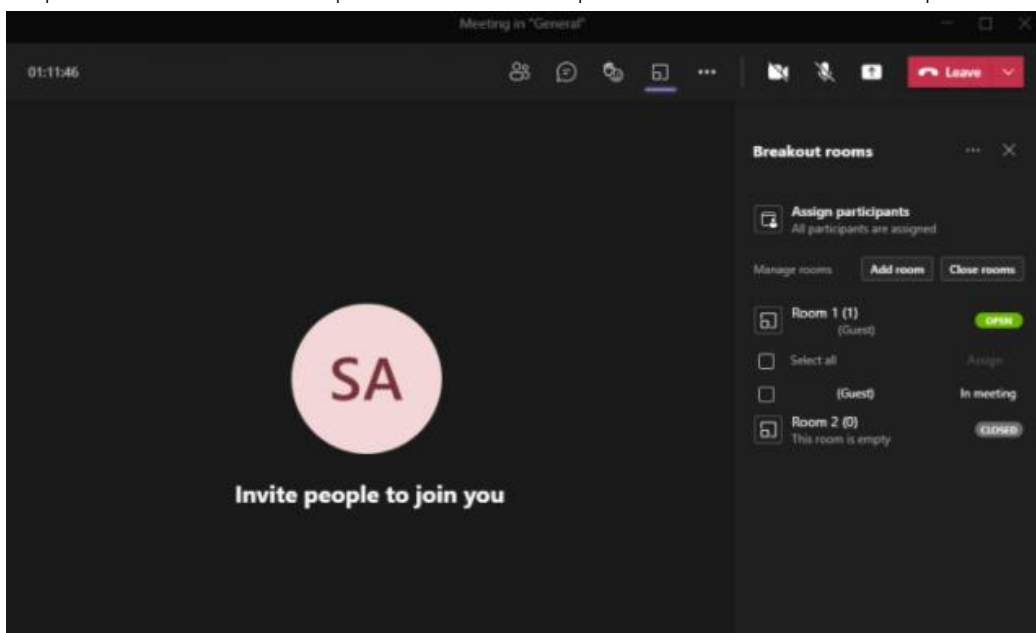 Meeting in "General"
01:11:46
Leave
Breakout rooms
Assign participants
All participants are assigned
Manage rooms Add room Close rooms
Room 1 (1) OPEN
(Guest)
Select all Assign
(Guest) In meeting
Room 2 (0) CLOSED
This room is empty
SA
Invite people to join you